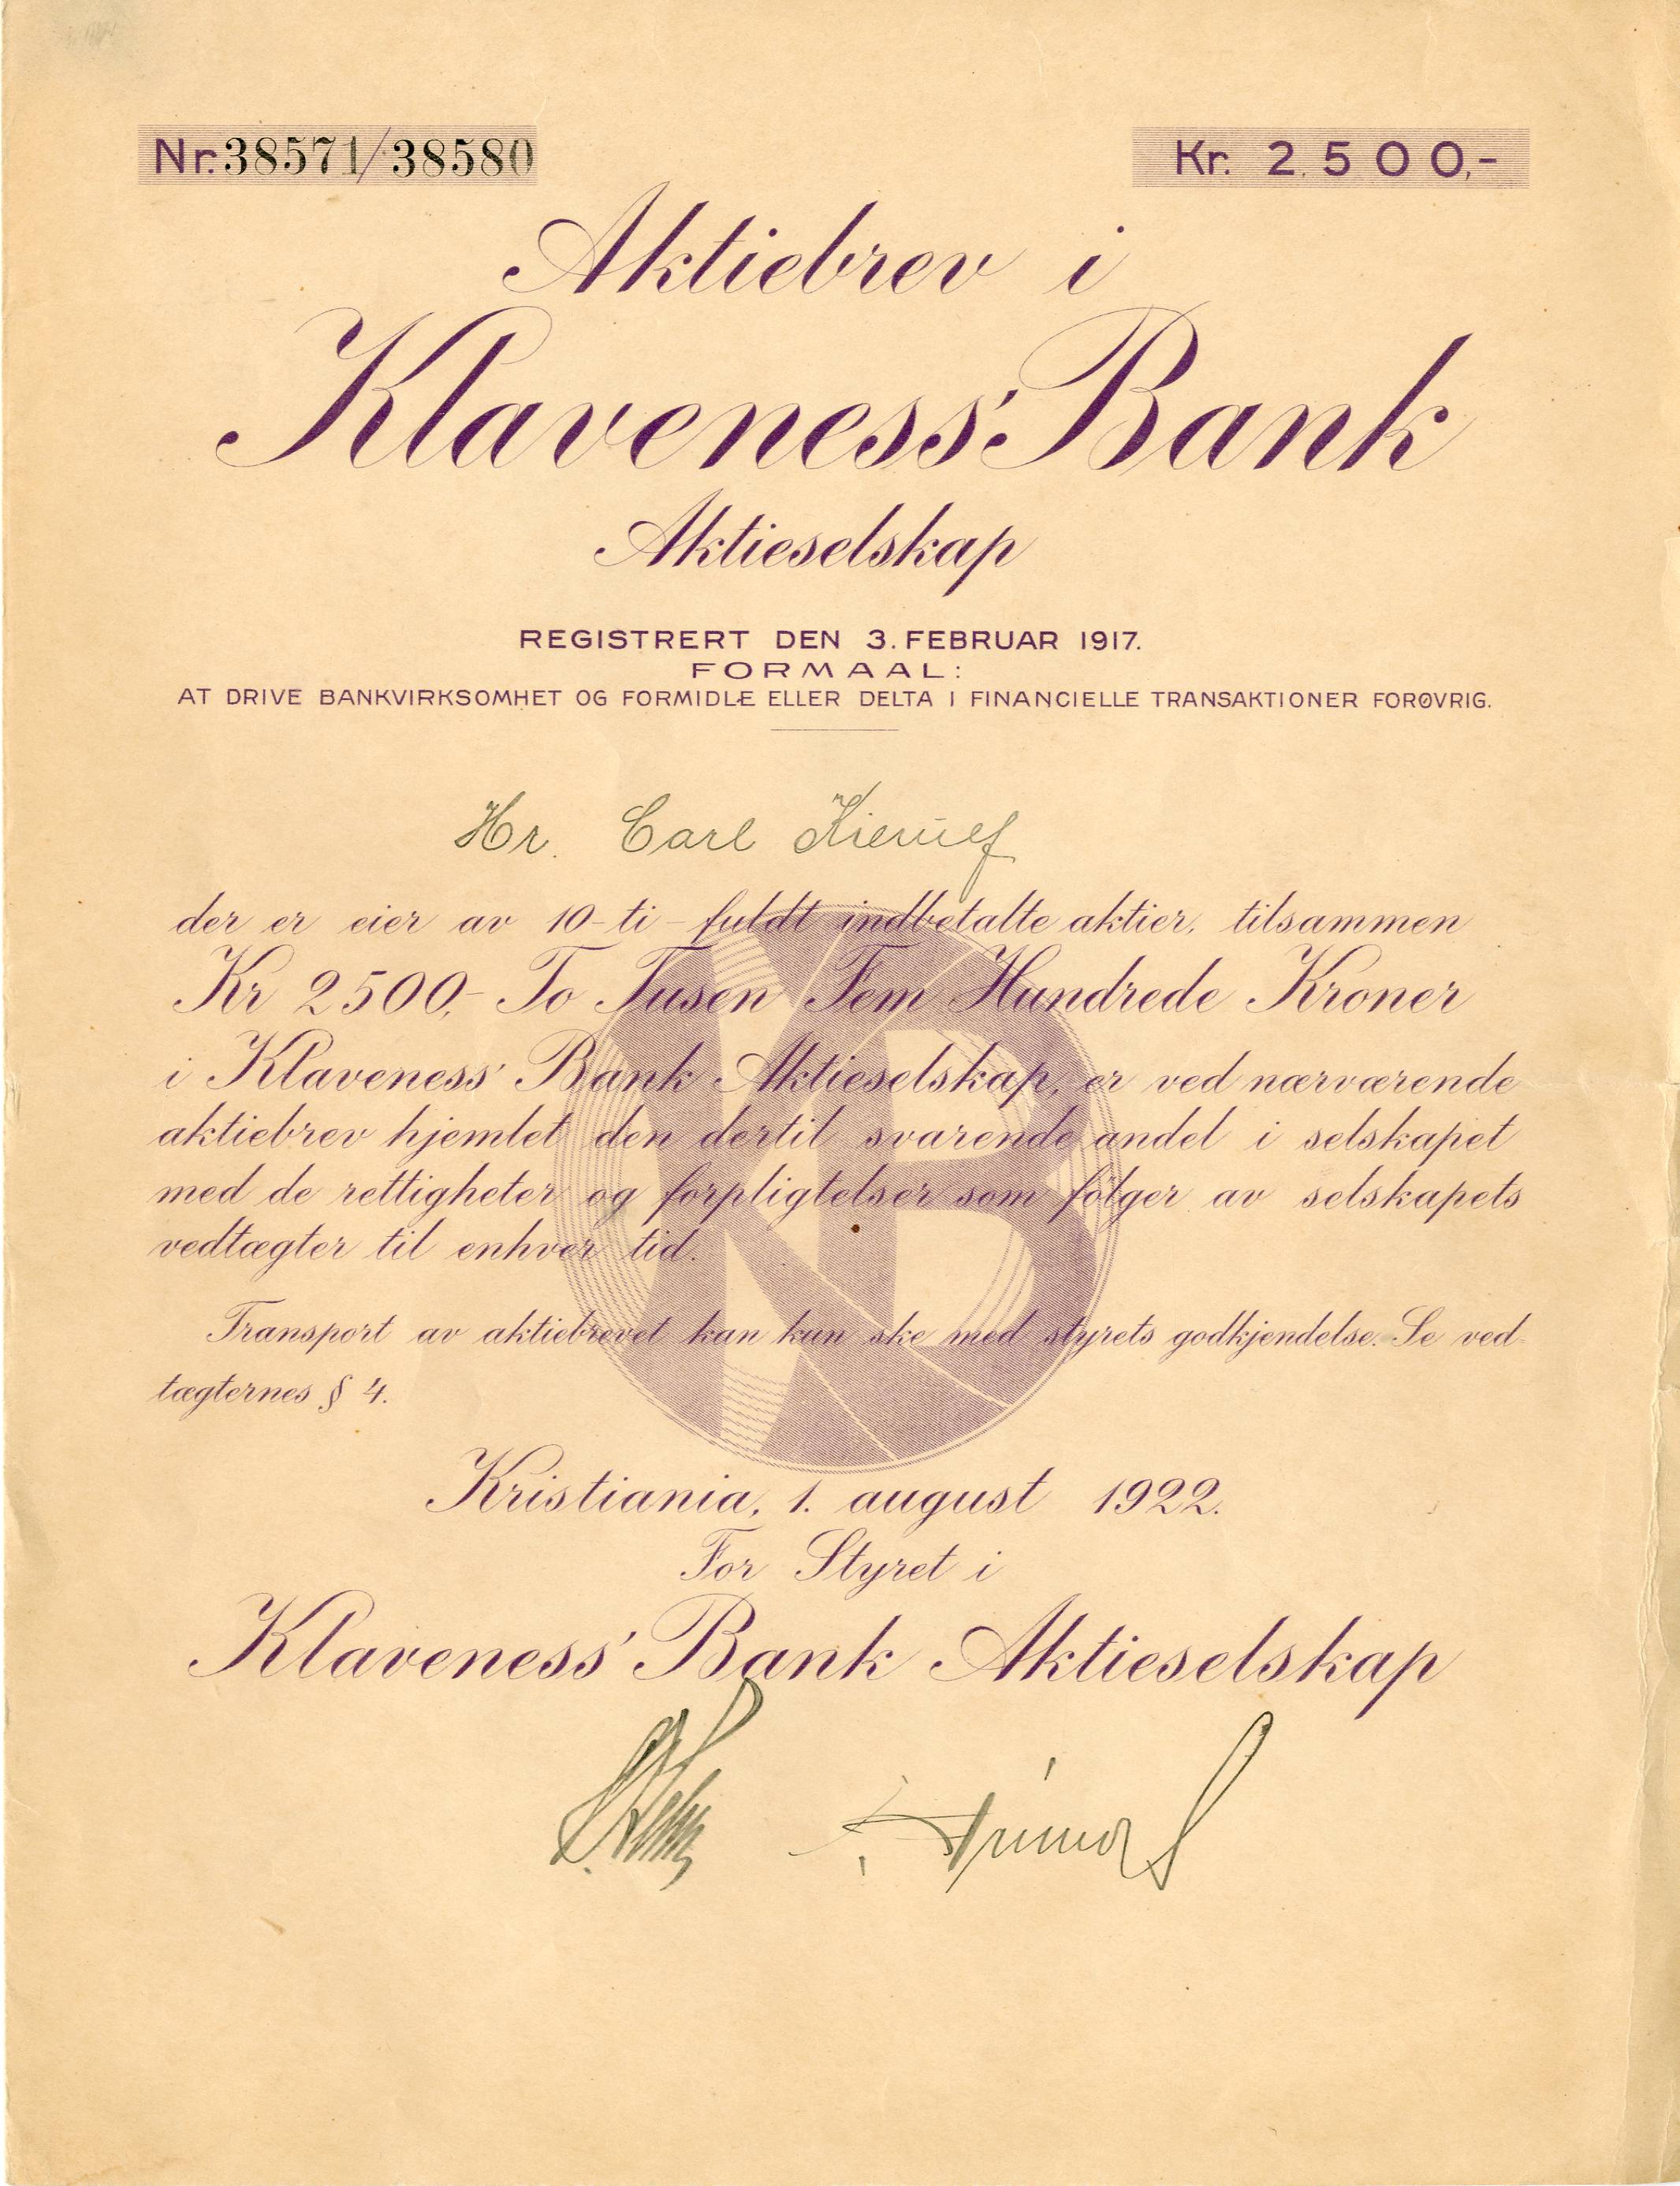 Nr. 38571/38580
Kr. 2.500,-
Aktiebrev i
Klaveness' Bank
Aktieselskap
REGISTRERT DEN 3. FEBRUAR 1917.
FORMAAL:
AT DRIVE BANKVIRKSOMHET OG FORMIDLE ELLER DELTA I FINANCIELLE TRANSAKTIONER FORØVRIG.
Hr. Carl Kierulf
der er eier av 10-ti- fuldt indbetalte aktier, tilsammen
Kr 2500,- To Tusen Fem Hundrede Kroner
i Klaveness' Bank Aktieselskap, er ved nærværende
aktiebrev hjemlet den dertil svarende andel i selskapet
med de rettigheter og forpligtelser som følger av selskapets
vedtægter til enhver tid.
Transport av aktiebrevet kan kun ske med styrets godkjendelse. Se ved-
tægternes § 4.
KB
Kristiania, 1. august 1922.
For Styret i
Klaveness' Bank Aktieselskap